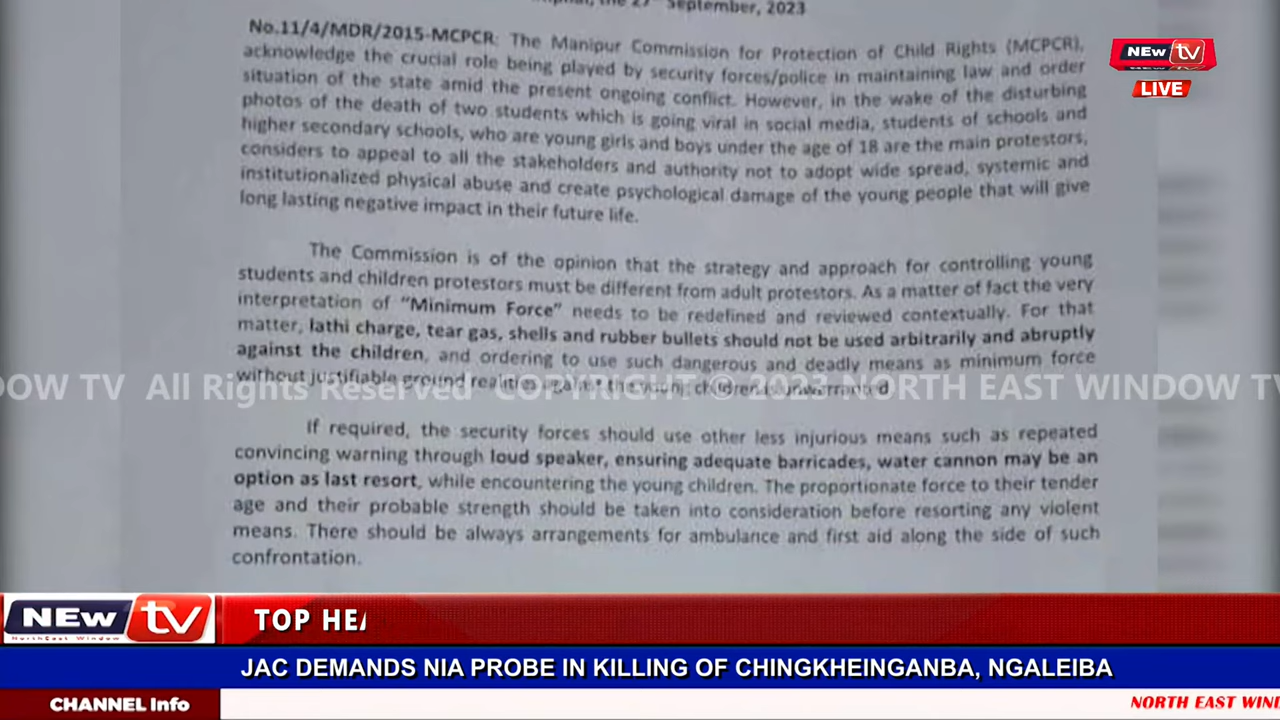 the 27th September, 2023
No.11/4/MDR/2015-MCPCR: The Manipur Commission for Protection of Child Rights (MCPCR),
acknowledge the crucial role being played by security forces/police in maintaining law and order
situation of the state in the present ongoing conflict. However, in the wake of the disturbing
photos of the death of two students which is going viral in social media, students of schools and
higher secondary schools, who are young girls and boys under the age of 18 are the main protestors,
considers to appeal to all the stakeholders and authority not to adopt wide spread, systemic and
institutionalized physical abuse and create psychological damage of the young people that will give
long lasting negative impact in their future life.
The Commission is of the opinion that the strategy and approach for controlling young
students and children protestors must be different from adult protestors. As a matter of fact the very
interpretation of "Minimum Force" needs to be redefined and reviewed contextually. For that
matter, lathi charge, tear gas, shells and rubber bullets should not be used arbitrarily and abruptly
against the children, and ordering to use such dangerous and deadly means as minimum force
without justifiable ground realities against the young children is unwarranted
DOW TV All Rights Reserved COPYRIGHT © 2023 NORTH EAST WINDOW TV
If required, the security forces should use other less injurious means such as repeated
convincing warning through loud speaker, ensuring adequate barricades, water cannon may be an
option as last resort, while encountering the young children. The proportionate force to their tender
age and their probable strength should be taken into consideration before resorting any violent
means. There should be always arrangements for ambulance and first aid along the side of such
confrontation.
NEw tv
LIVE
NEw tv
NorthEast Window
TOP HEA
JAC DEMANDS NIA PROBE IN KILLING OF CHINGKHEINGANBA, NGALEIBA
CHANNEL Info
NORTH EAST WIND